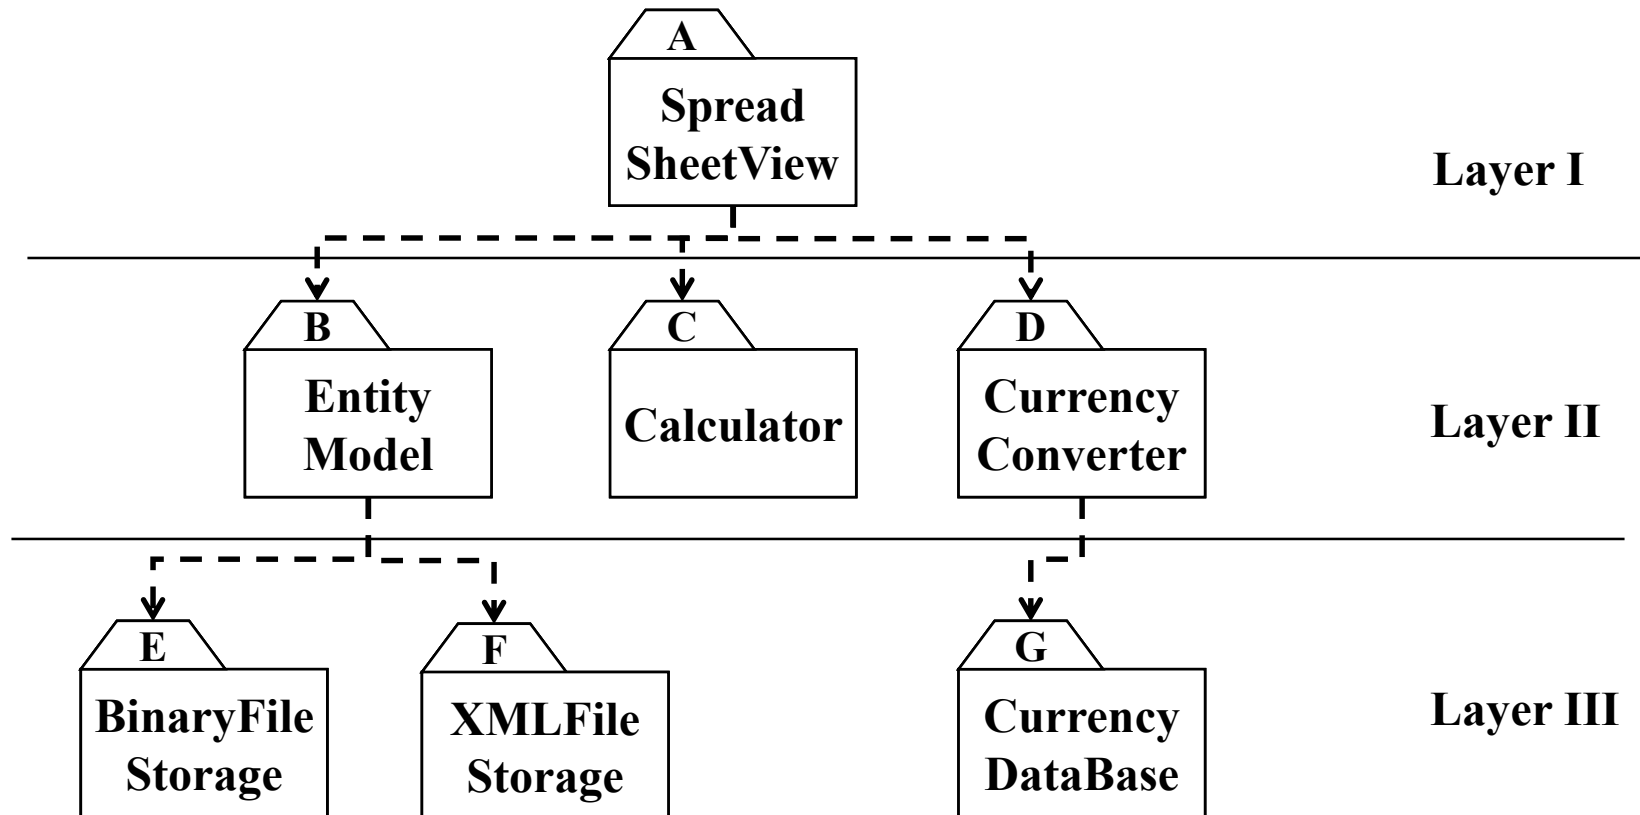 A
Spread
SheetView
Layer I
B
Entity
Model
C
Calculator
D
Currency
Converter
Layer II
E
BinaryFile
Storage
F
XMLFile
Storage
G
Currency
DataBase
Layer III